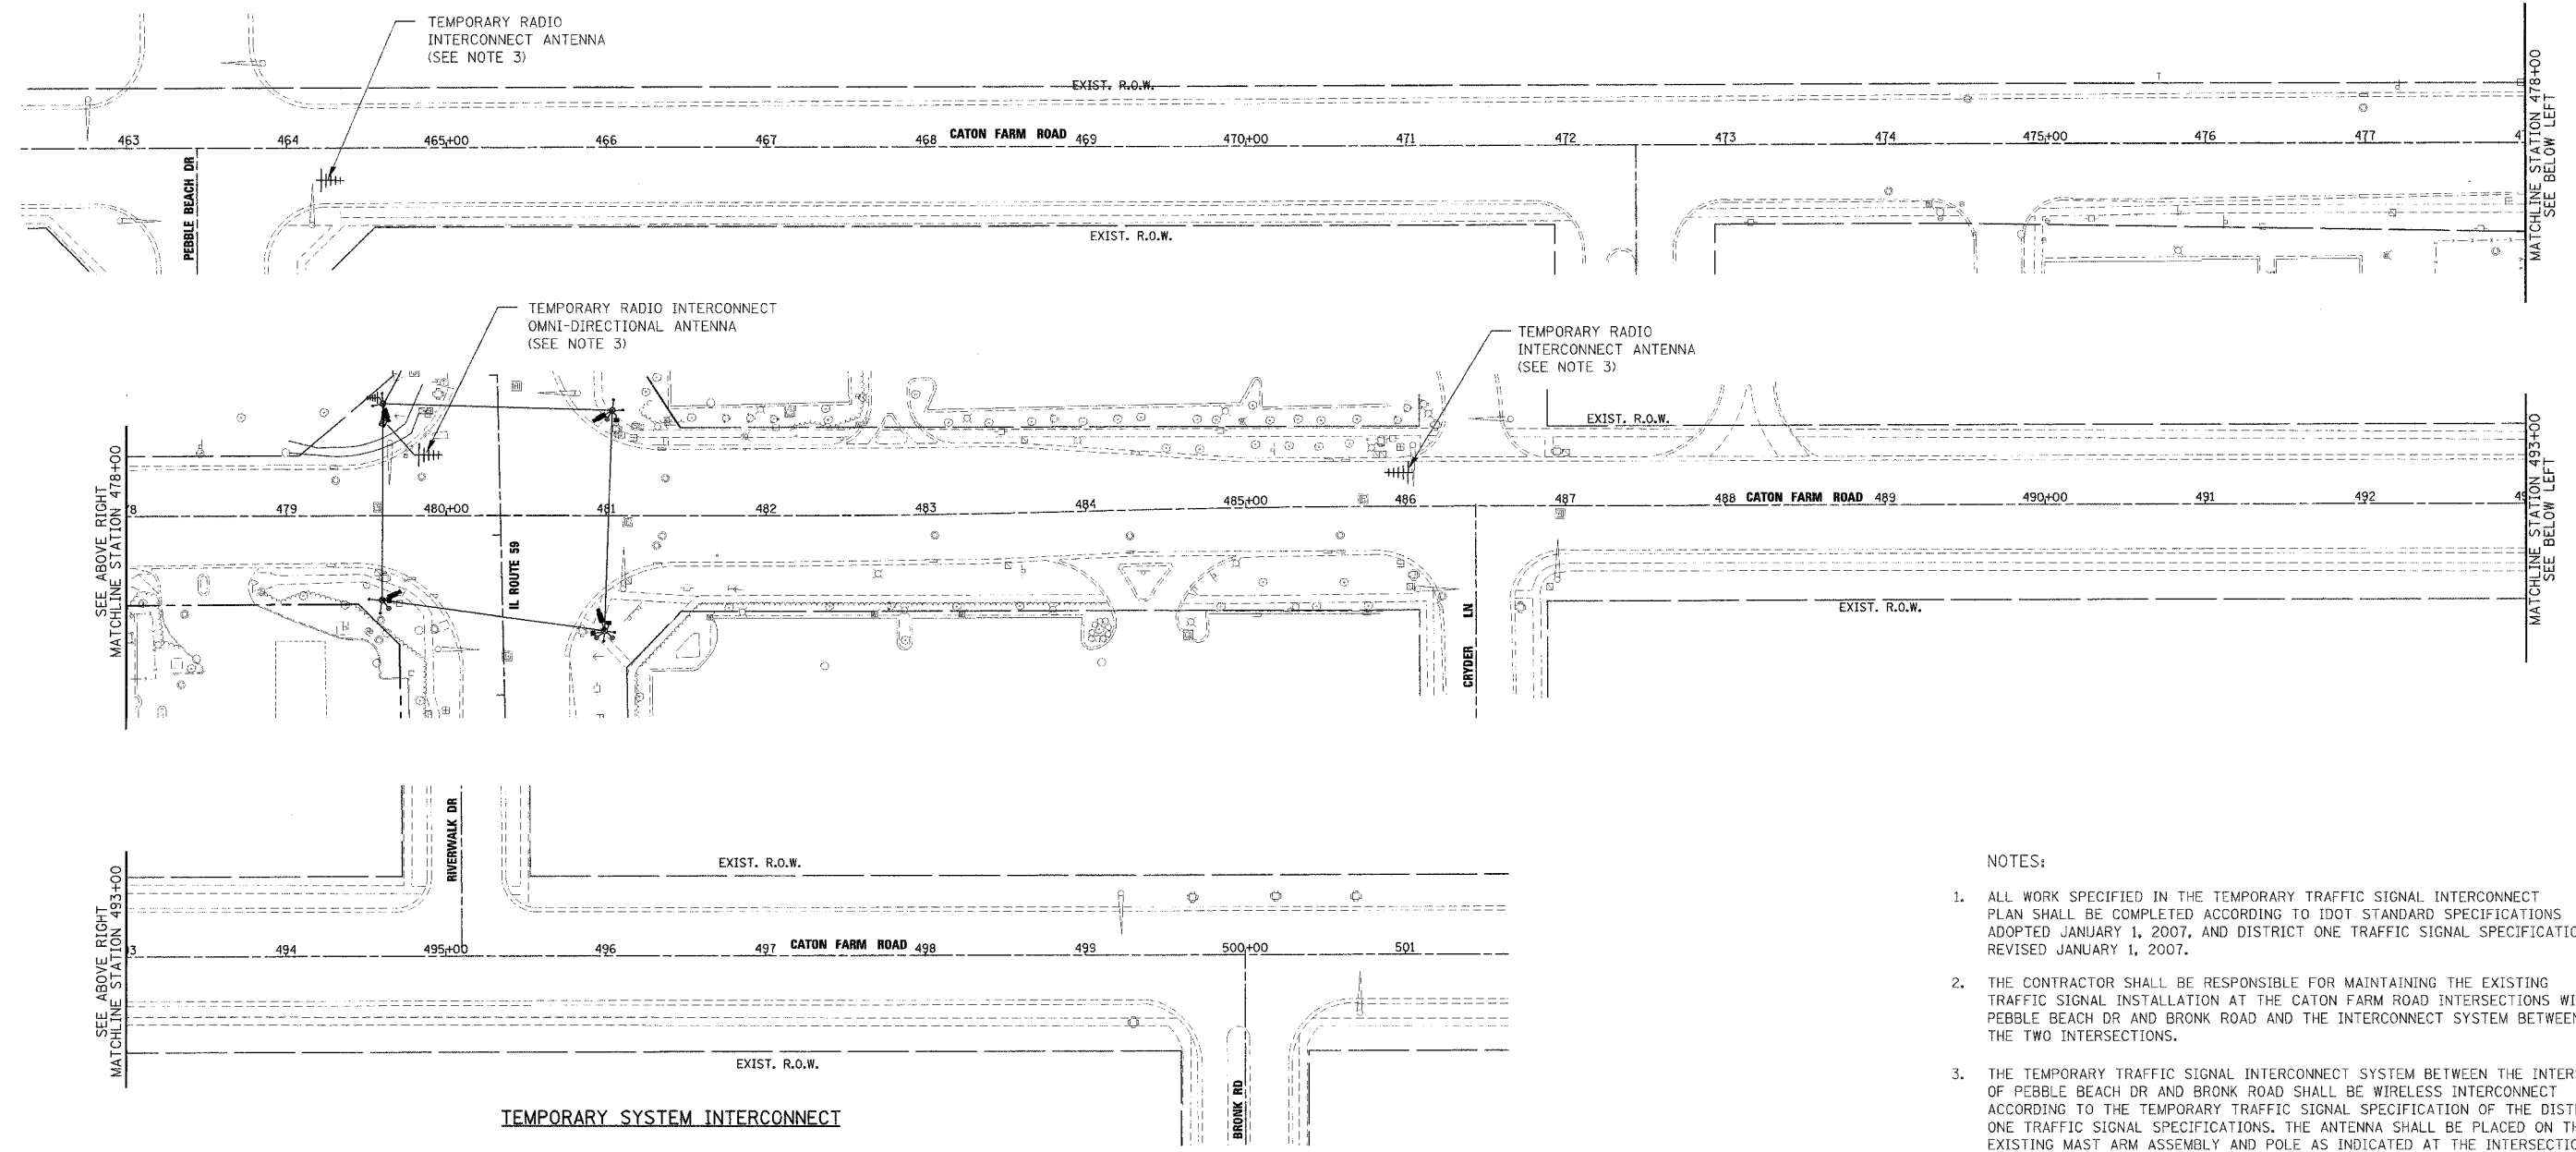 TEMPORARY RADIO
INTERCONNECT ANTENNA
(SEE NOTE 3)
EXIST. R.O.W.
463 464 465+00 466 467 468 CATON FARM ROAD 469 470+00 471 472 473 474 475+00 476 477
PEBBLE BEACH DR
EXIST. R.O.W.
MATCHLINE STATION 478+00
SEE BELOW LEFT
TEMPORARY RADIO INTERCONNECT
OMNI-DIRECTIONAL ANTENNA
(SEE NOTE 3)
TEMPORARY RADIO
INTERCONNECT ANTENNA
(SEE NOTE 3)
EXIST. R.O.W.
SEE ABOVE RIGHT
MATCHLINE STATION 478+00
479 480+00 481 482 483 484 485+00 486 487 488 CATON FARM ROAD 489 490+00 491 492
IL ROUTE 59
CRYDER LN
EXIST. R.O.W.
MATCHLINE STATION 493+00
SEE BELOW LEFT
RIVERWALK DR
EXIST. R.O.W.
SEE ABOVE RIGHT
MATCHLINE STATION 493+00
494 495+00 496 497 CATON FARM ROAD 498 499 500+00 501
EXIST. R.O.W.
BRONK RD
TEMPORARY SYSTEM INTERCONNECT
NOTES:
1. ALL WORK SPECIFIED IN THE TEMPORARY TRAFFIC SIGNAL INTERCONNECT
PLAN SHALL BE COMPLETED ACCORDING TO IDOT STANDARD SPECIFICATIONS
ADOPTED JANUARY 1, 2007, AND DISTRICT ONE TRAFFIC SIGNAL SPECIFICATIO
REVISED JANUARY 1, 2007.
2. THE CONTRACTOR SHALL BE RESPONSIBLE FOR MAINTAINING THE EXISTING
TRAFFIC SIGNAL INSTALLATION AT THE CATON FARM ROAD INTERSECTIONS WI
PEBBLE BEACH DR AND BRONK ROAD AND THE INTERCONNECT SYSTEM BETWEEN
THE TWO INTERSECTIONS.
3. THE TEMPORARY TRAFFIC SIGNAL INTERCONNECT SYSTEM BETWEEN THE INTER
OF PEBBLE BEACH DR AND BRONK ROAD SHALL BE WIRELESS INTERCONNECT
ACCORDING TO THE TEMPORARY TRAFFIC SIGNAL SPECIFICATION OF THE DIST
ONE TRAFFIC SIGNAL SPECIFICATIONS. THE ANTENNA SHALL BE PLACED ON TH
EXISTING MAST ARM ASSEMBLY AND POLE AS INDICATED AT THE INTERSECTIO